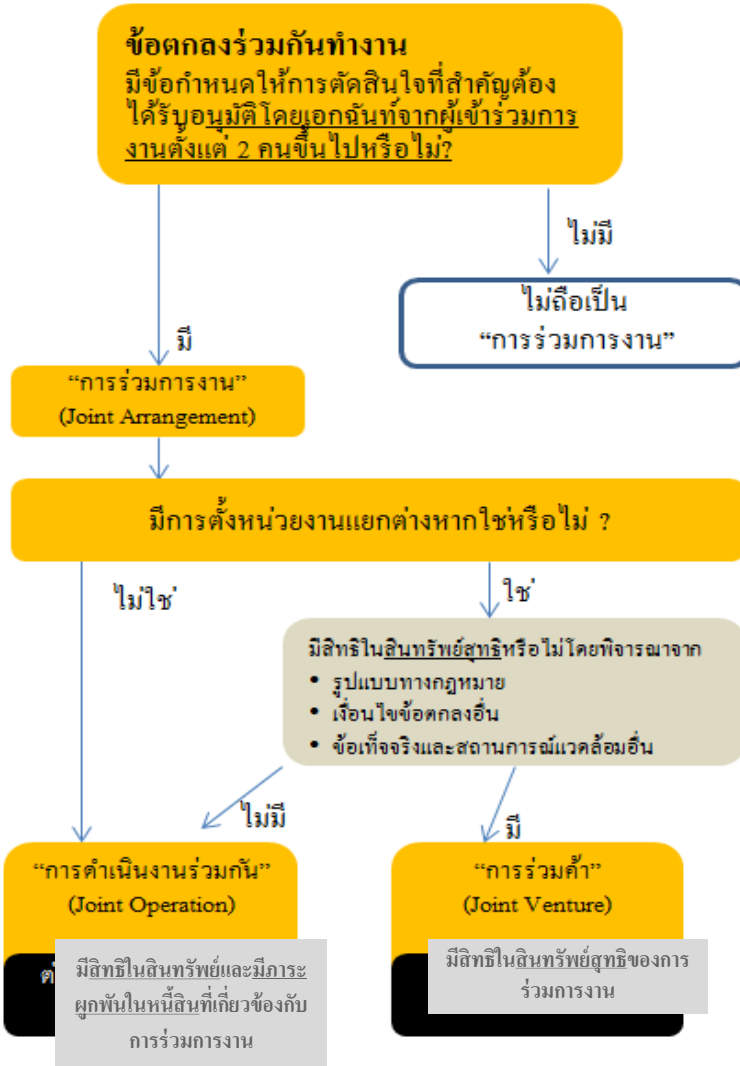 ข้อตกลงร่วมกันทำงาน
มีข้อกำหนดให้การตัดสินใจที่สำคัญต้อง
ได้รับอนุมัติโดยเอกฉันท์จากผู้เข้าร่วมการ
งานตั้งแต่ 2 คนขึ้นไปหรือไม่?
ไม่มี
ไม่ถือเป็น
“การร่วมการงาน”
มี
“การร่วมการงาน”
(Joint Arrangement)
มีการตั้งหน่วยงานแยกต่างหากใช่หรือไม่ ?
ไม่ใช่
ใช่
มีสิทธิในสินทรัพย์สุทธิหรือไม่โดยพิจารณาจาก
• รูปแบบทางกฎหมาย
• เงื่อนไขข้อตกลงอื่น
• ข้อเท็จจริงและสถานการณ์แวดล้อมอื่น
ไม่มี
มี
“การดำเนินงานร่วมกัน”
(Joint Operation)
มีสิทธิในสินทรัพย์และมีภาระ
ผูกพันในหนี้สินที่เกี่ยวข้องกับ
การร่วมการงาน
“การร่วมค้า”
(Joint Venture)
มีสิทธิในสินทรัพย์สุทธิของการ
ร่วมการงาน